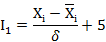 I₁ = (Xᵢ − X̅ᵢ) / δ + 5